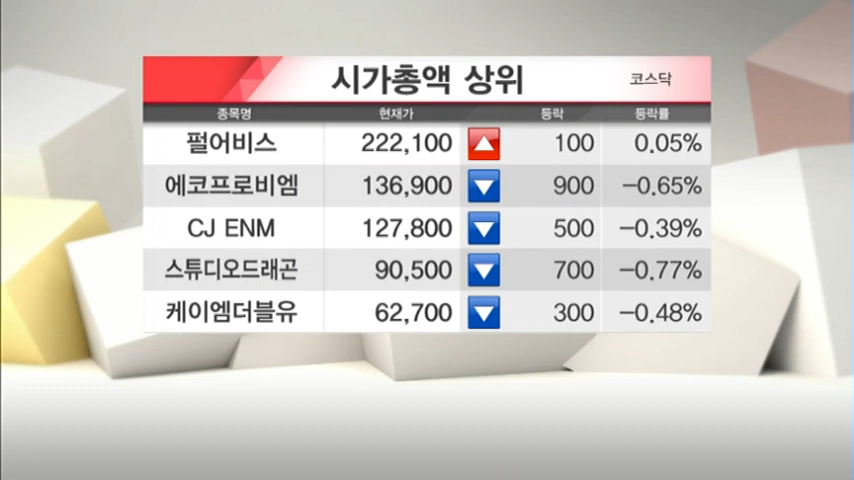 시가총액 상위 코스닥
종목명 현재가 등락 등락률
펄어비스 222,100 ▲ 100 0.05%
에코프로비엠 136,900 ▼ 900 -0.65%
CJ ENM 127,800 ▼ 500 -0.39%
스튜디오드래곤 90,500 ▼ 700 -0.77%
케이엠더블유 62,700 ▼ 300 -0.48%